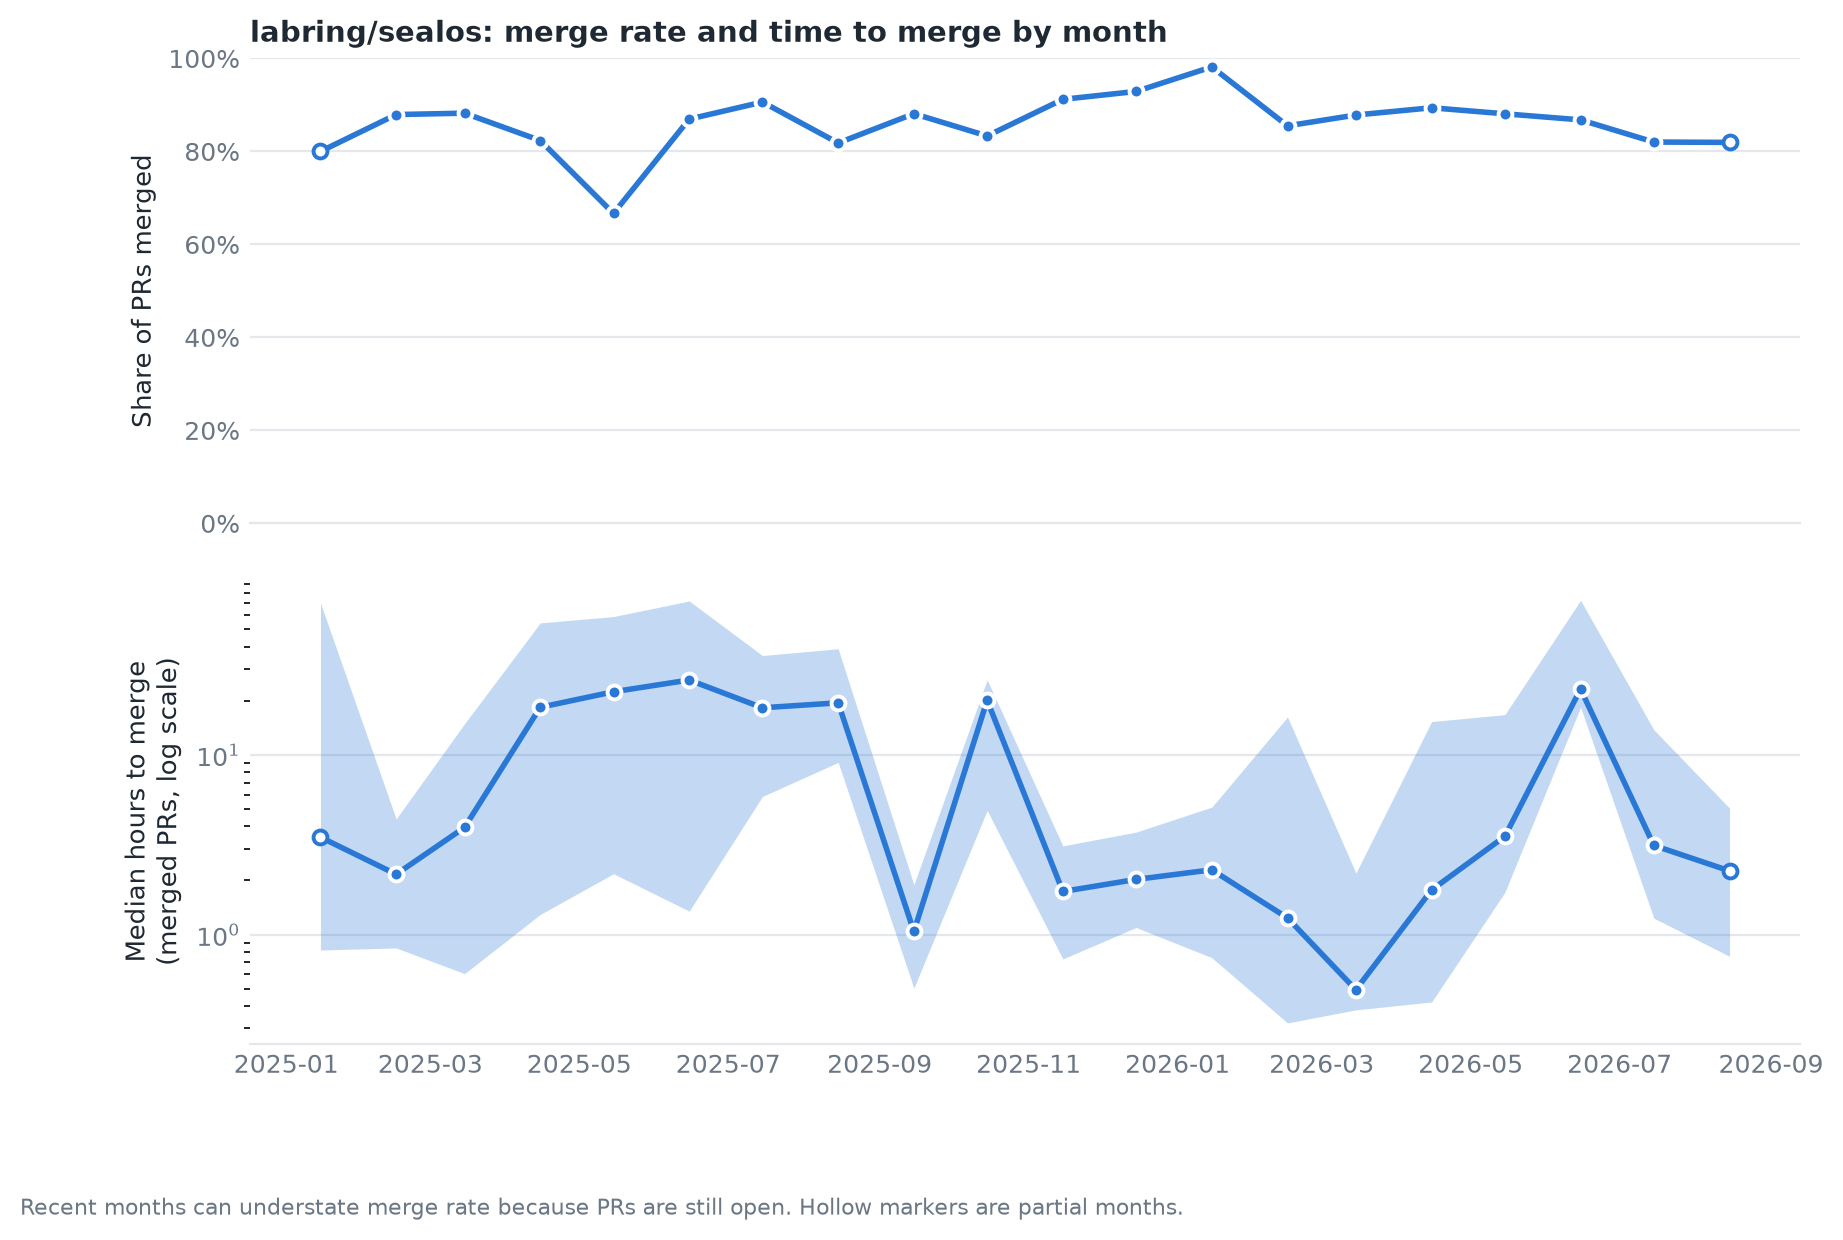 labring/sealos: merge rate and time to merge by month
100%
80%
60%
40%
20%
0%
Share of PRs merged
10¹
10⁰
Median hours to merge
(merged PRs, log scale)
2025-01 2025-03 2025-05 2025-07 2025-09 2025-11 2026-01 2026-03 2026-05 2026-07 2026-09
Recent months can understate merge rate because PRs are still open. Hollow markers are partial months.